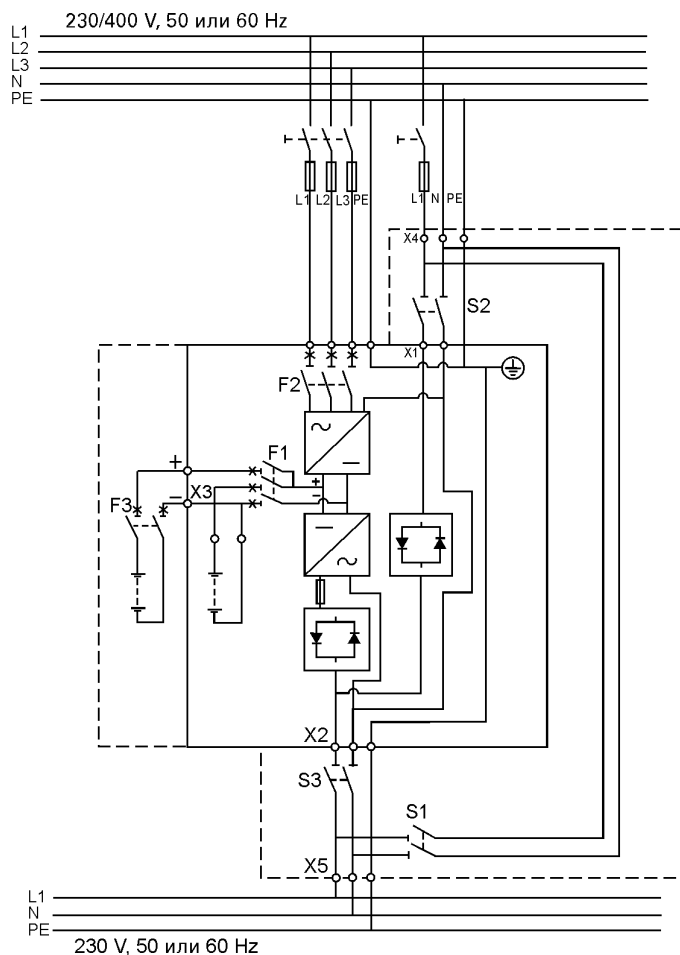 230/400 V, 50 или 60 Hz
L1
L2
L3
N
PE
L1 L2 L3 PE
L1 N PE
X4
S2
X1
F2
F1
+
+
X3
−
−
F3
X2
S3
S1
X5
L1
N
PE
230 V, 50 или 60 Hz